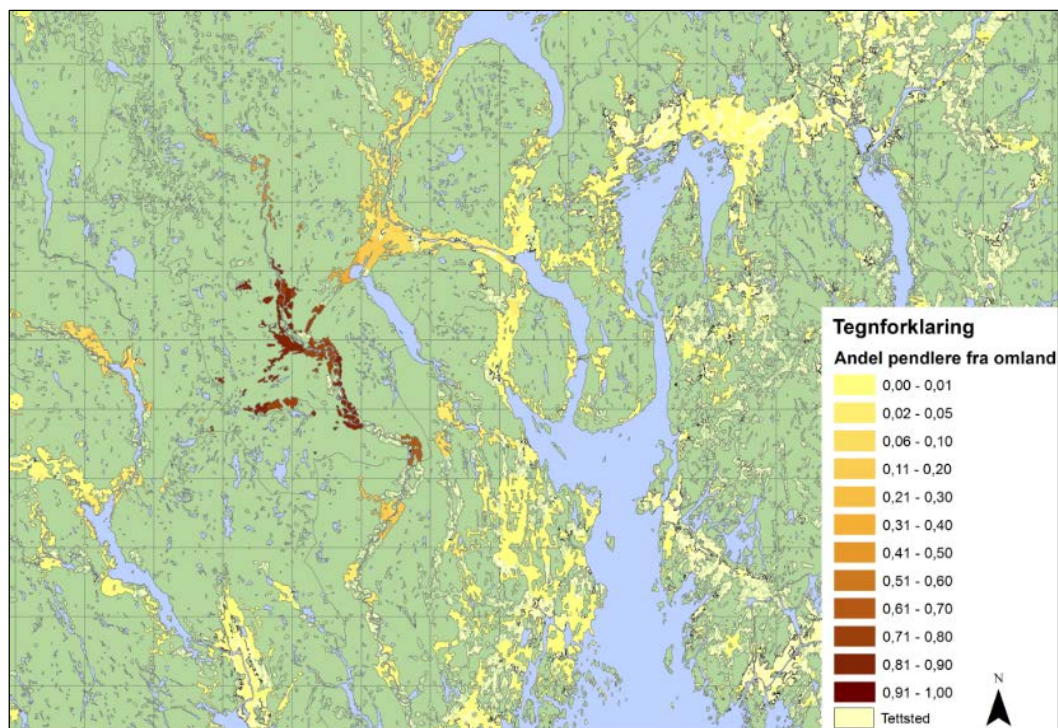 Tegnforklaring
Andel pendlere fra omland
0,00 - 0,01
0,02 - 0,05
0,06 - 0,10
0,11 - 0,20
0,21 - 0,30
0,31 - 0,40
0,41 - 0,50
0,51 - 0,60
0,61 - 0,70
0,71 - 0,80
0,81 - 0,90
0,91 - 1,00
Tettsted
N